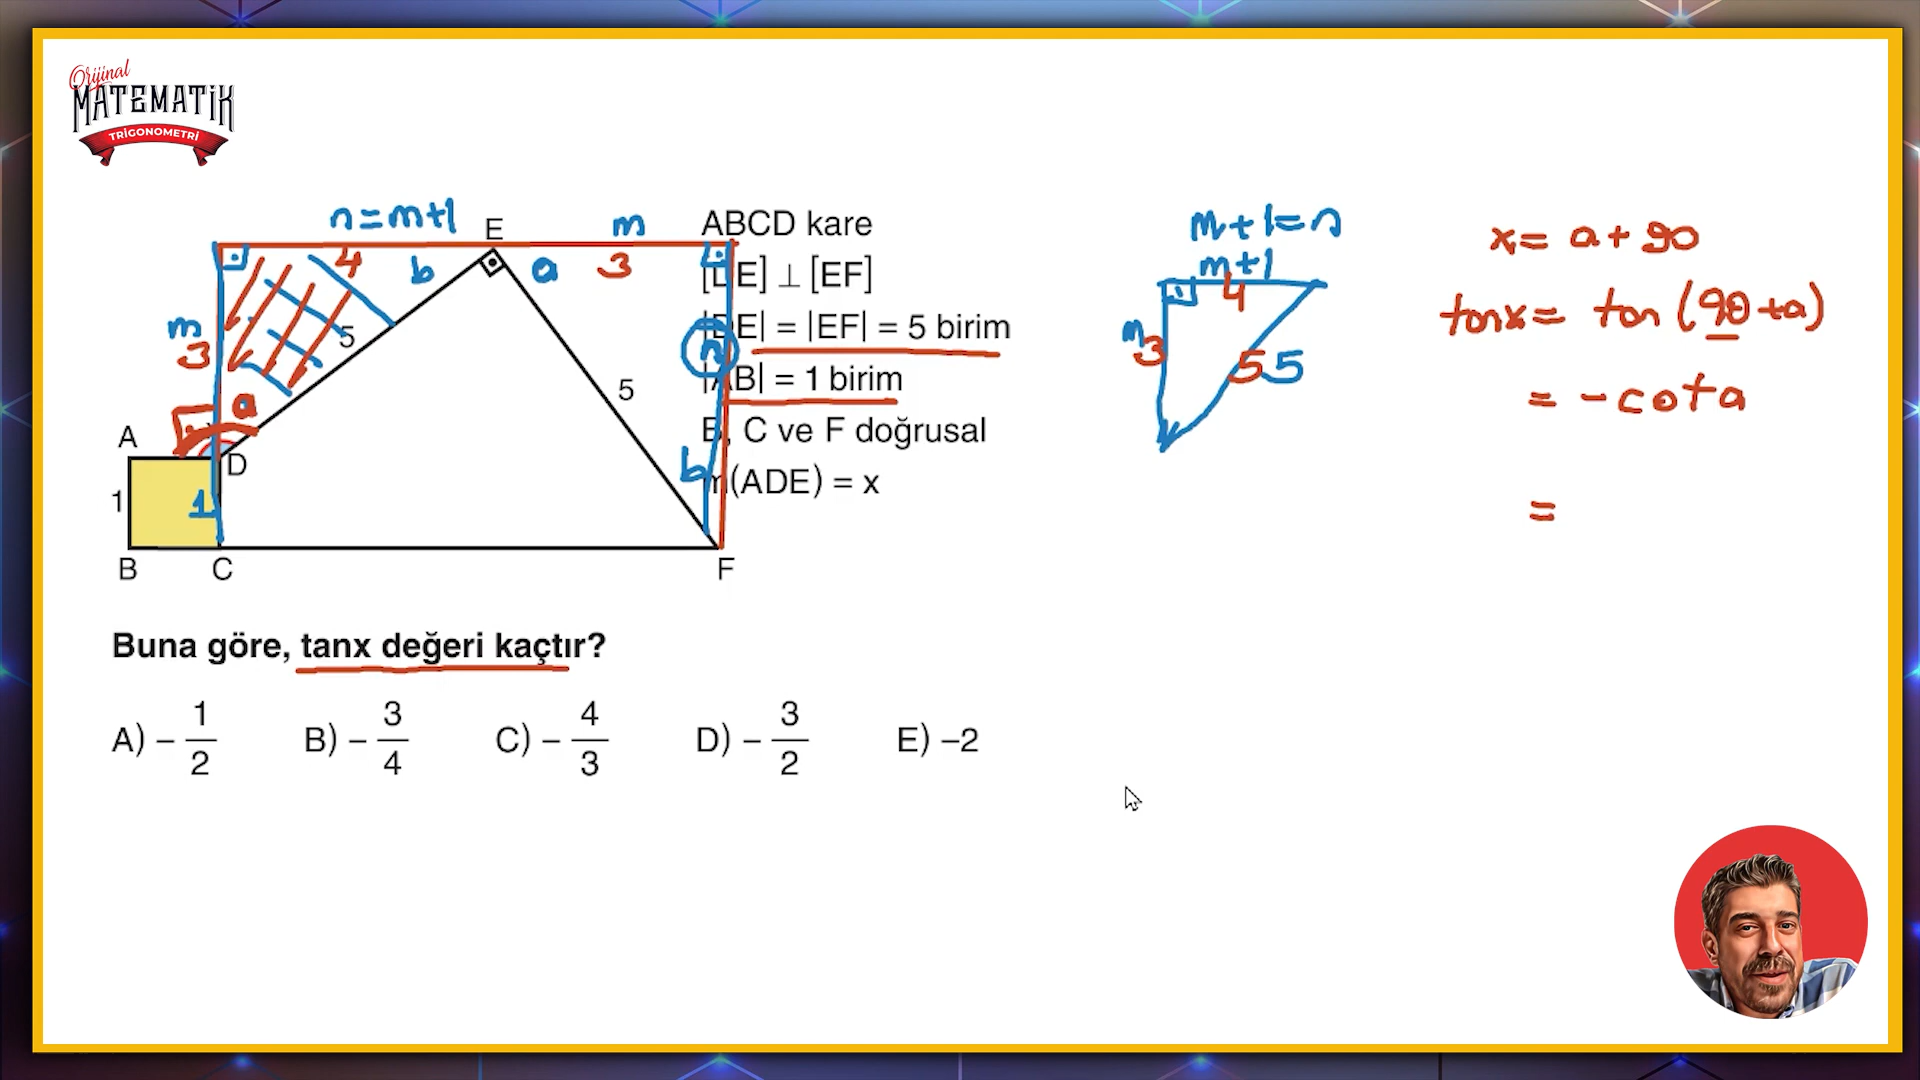 Orijinal
MATEMATİK
TRİGONOMETRİ
n=m+1
E
m
4
b
a
3
m
3
5
5
n
b
a
A
D
1
1
B
C
F
ABCD kare
[DE] ⊥ [EF]
|DE| = |EF| = 5 birim
|AB| = 1 birim
B, C ve F doğrusal
m(ADE) = x
m+1=n
m+1
4
m
3
5
5
x= a+90
tanx= tan(90+a)
= -cota
=
Buna göre, tanx değeri kaçtır?
A) – 1/2 B) – 3/4 C) – 4/3 D) – 3/2 E) –2